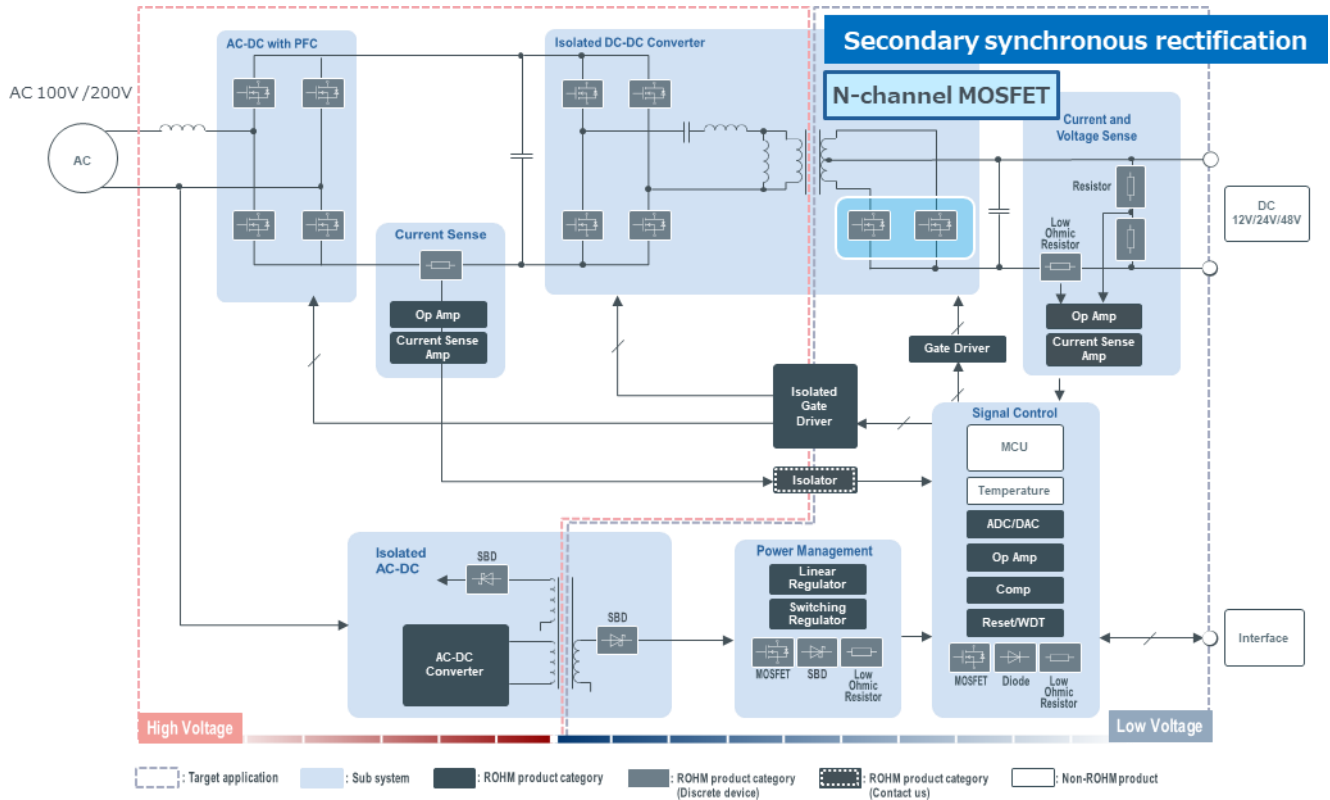 Secondary synchronous rectification
N-channel MOSFET
AC-DC with PFC
Isolated DC-DC Converter
AC 100V /200V
AC
Current and
Voltage Sense
Resistor
DC
12V/24V/48V
Low
Ohmic
Resistor
Current Sense
Op Amp
Current Sense
Amp
Op Amp
Current Sense
Amp
Gate Driver
Isolated
Gate
Driver
Isolator
Signal Control
MCU
Temperature
ADC/DAC
Op Amp
Comp
Reset/WDT
MOSFET
Diode
Low
Ohmic
Resistor
Interface
Isolated
AC-DC
SBD
SBD
AC-DC
Converter
Power Management
Linear
Regulator
Switching
Regulator
MOSFET
SBD
Low
Ohmic
Resistor
High Voltage
Low Voltage
: Target application
: Sub system
: ROHM product category
: ROHM product category
(Discrete device)
: ROHM product category
(Contact us)
: Non-ROHM product